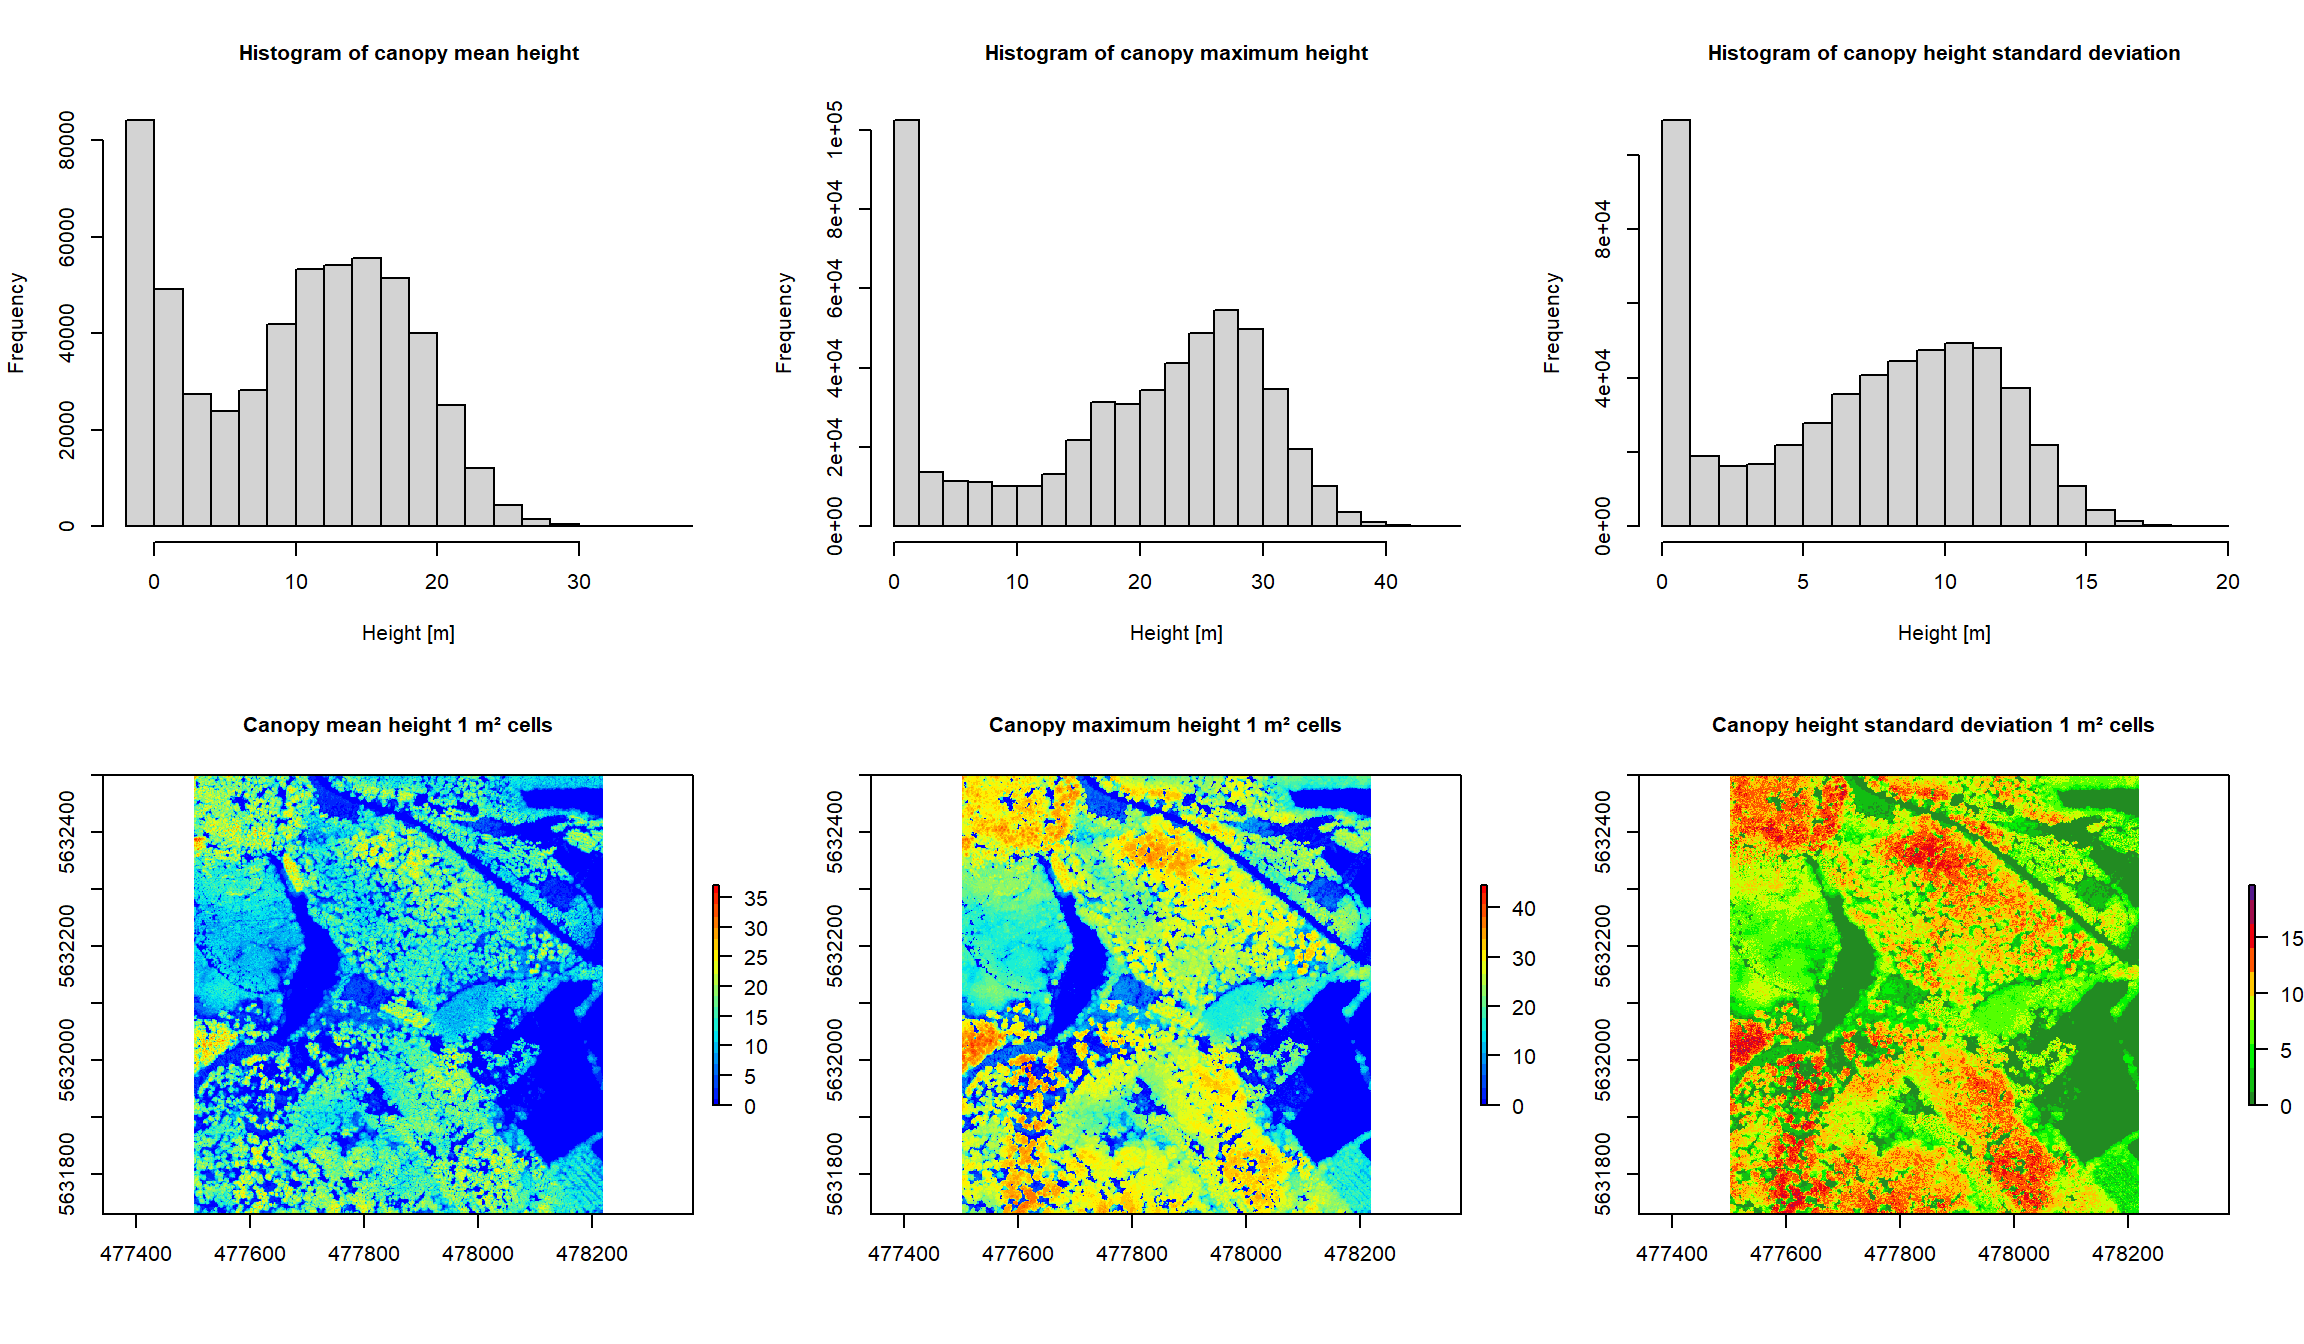 Histogram of canopy mean height
Frequency
80000
60000
40000
20000
0
0 10 20 30
Height [m]
Histogram of canopy maximum height
Frequency
1e+05
8e+04
6e+04
4e+04
2e+04
0e+00
0 10 20 30 40
Height [m]
Histogram of canopy height standard deviation
Frequency
8e+04
4e+04
0e+00
0 5 10 15 20
Height [m]
Canopy mean height 1 m² cells
5632400
5632200
5632000
5631800
477400 477600 477800 478000 478200
35
30
25
20
15
10
5
0
Canopy maximum height 1 m² cells
5632400
5632200
5632000
5631800
477400 477600 477800 478000 478200
40
30
20
10
0
Canopy height standard deviation 1 m² cells
5632400
5632200
5632000
5631800
477400 477600 477800 478000 478200
15
10
5
0